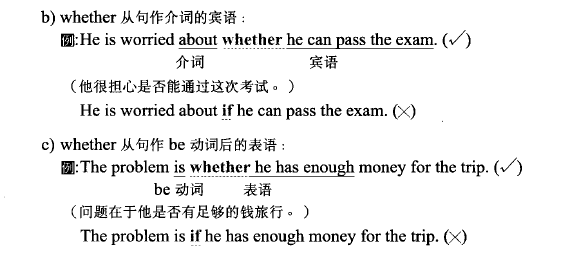 b) whether 从句作介词的宾语：
例:He is worried about whether he can pass the exam. (✓)
介词 宾语
（他很担心是否能通过这次考试。）
He is worried about if he can pass the exam. (×)
c) whether 从句作 be 动词后的表语：
例:The problem is whether he has enough money for the trip. (✓)
be 动词 表语
（问题在于他是否有足够的钱旅行。）
The problem is if he has enough money for the trip. (×)